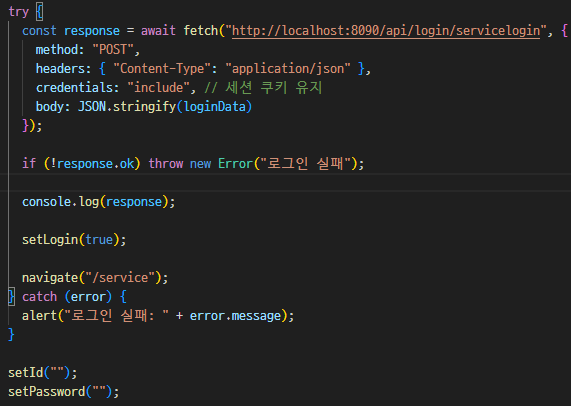 try {
const response = await fetch("http://localhost:8090/api/login/servicelogin", {
method: "POST",
headers: { "Content-Type": "application/json" },
credentials: "include", // 세션 쿠키 유지
body: JSON.stringify(loginData)
});
if (!response.ok) throw new Error("로그인 실패");
console.log(response);
setLogin(true);
navigate("/service");
} catch (error) {
alert("로그인 실패: " + error.message);
}
setId("");
setPassword("");